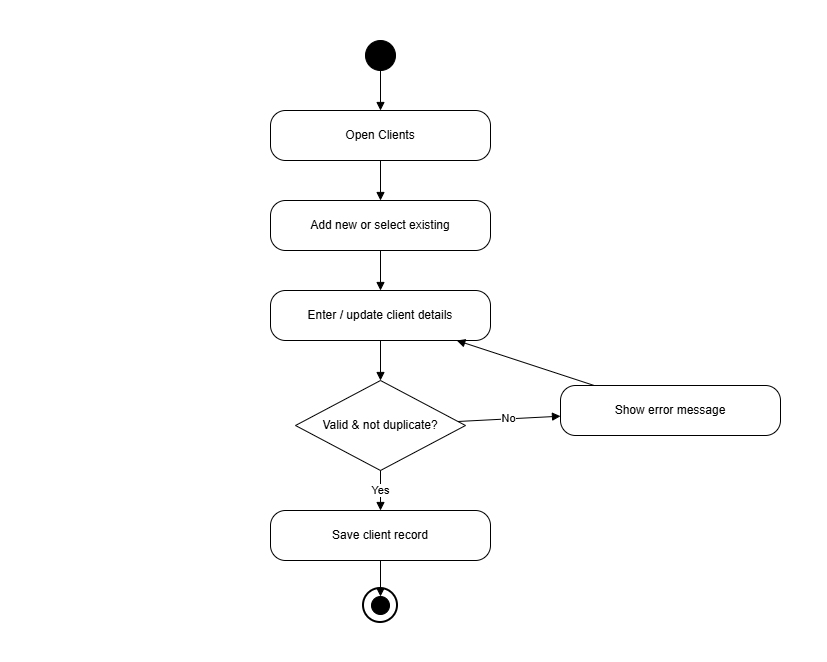 Open Clients
Add new or select existing
Enter / update client details
Valid & not duplicate?
No
Show error message
Yes
Save client record